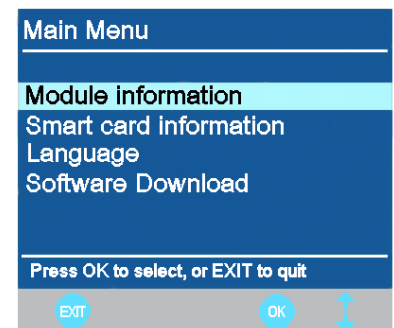 Main Menu
Module information
Smart card information
Language
Software Download
Press OK to select, or EXIT to quit
EXIT OK